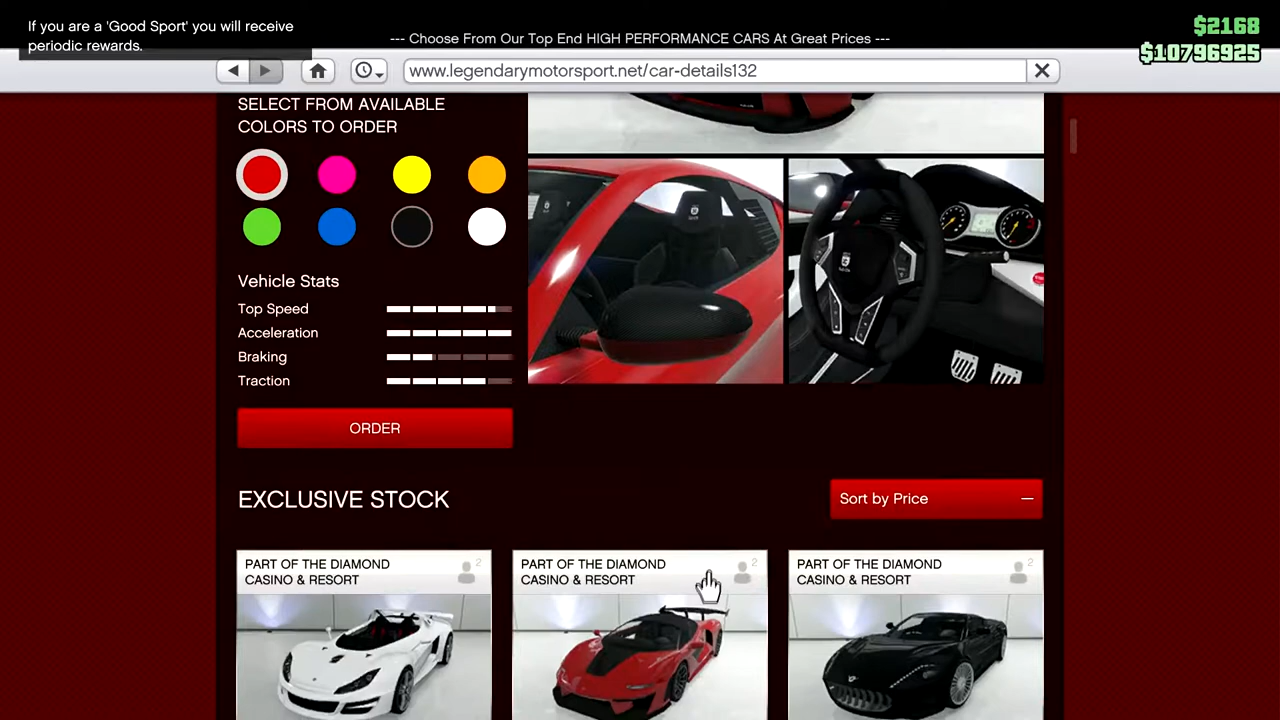 If you are a 'Good Sport' you will receive
periodic rewards.
--- Choose From Our Top End HIGH PERFORMANCE CARS At Great Prices ---
$2168
$10796925
www.legendarymotorsport.net/car-details132
SELECT FROM AVAILABLE
COLORS TO ORDER
Vehicle Stats
Top Speed
Acceleration
Braking
Traction
ORDER
EXCLUSIVE STOCK
Sort by Price
PART OF THE DIAMOND
CASINO & RESORT
2
PART OF THE DIAMOND
CASINO & RESORT
2
PART OF THE DIAMOND
CASINO & RESORT
2